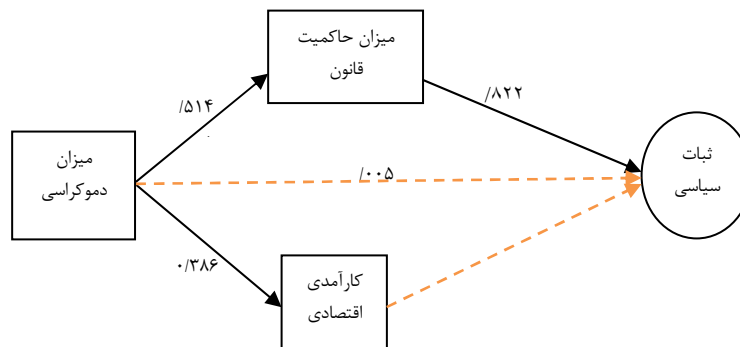 میزان حاکمیت
قانون
/۵۱۴
/۸۲۲
میزان
دموکراسی
/۰۰۵
ثبات
سیاسی
۰/۳۸۶
کارآمدی
اقتصادی